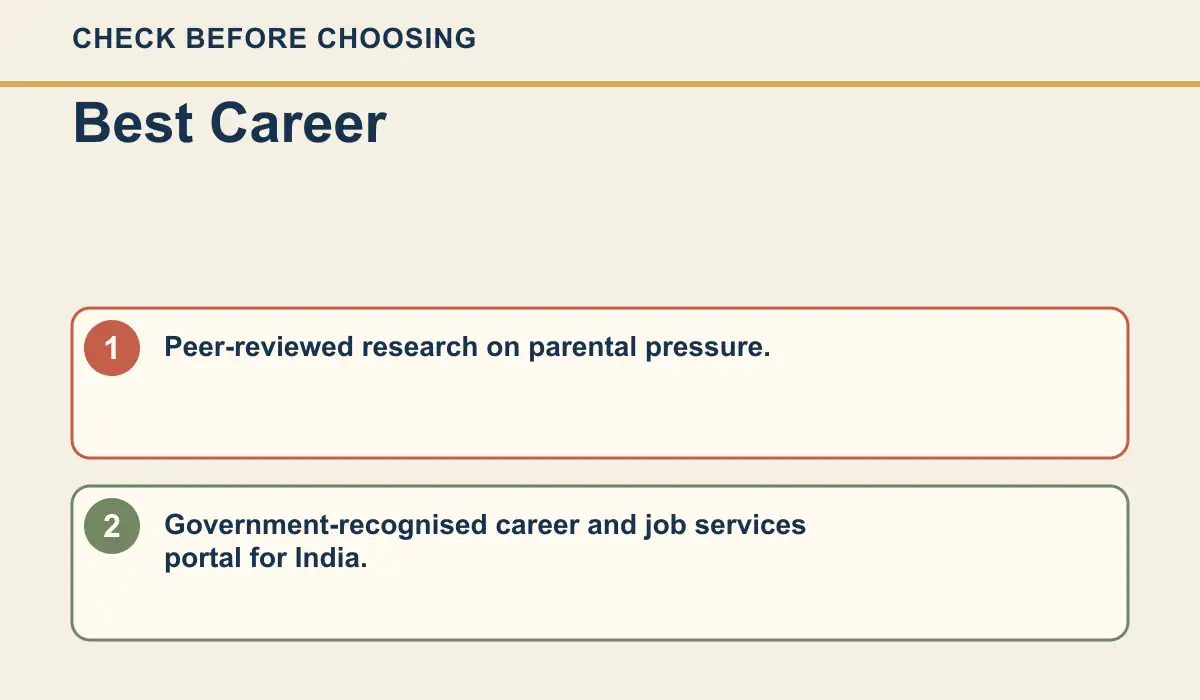 CHECK BEFORE CHOOSING
Best Career
1
Peer-reviewed research on parental pressure.
2
Government-recognised career and job services
portal for India.